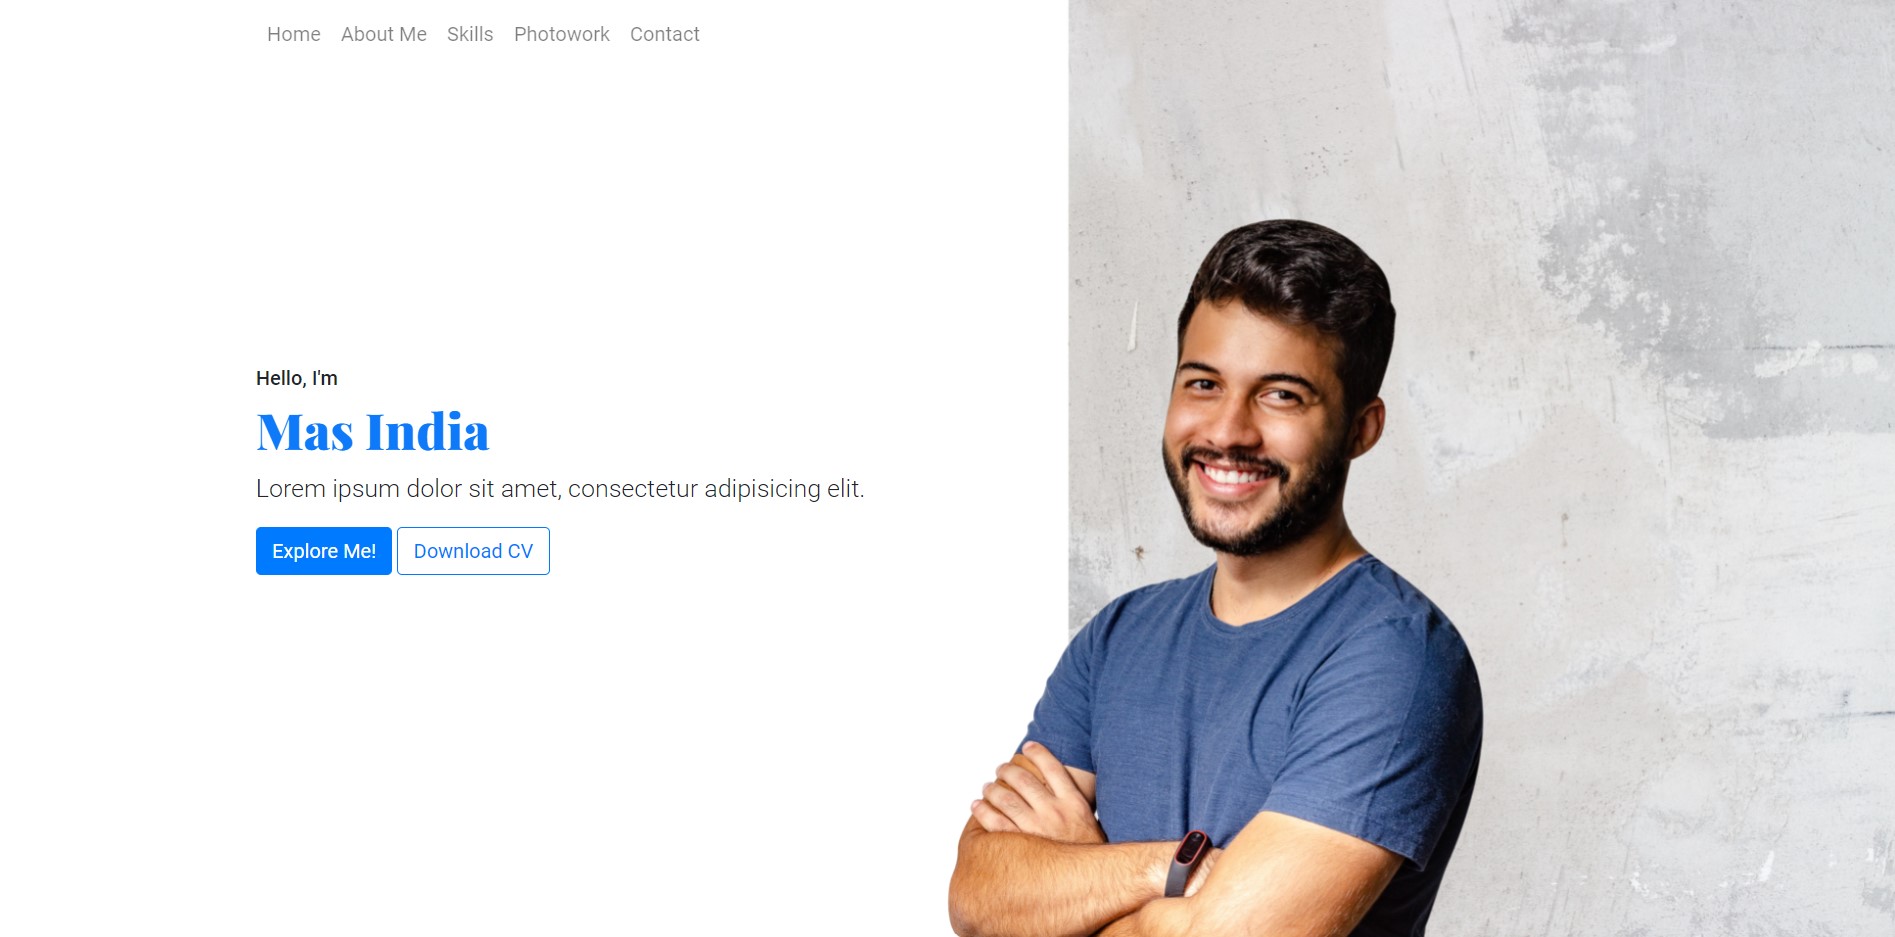 Home About Me Skills Photowork Contact
Hello, I'm
Mas India
Lorem ipsum dolor sit amet, consectetur adipisicing elit.
Explore Me! Download CV